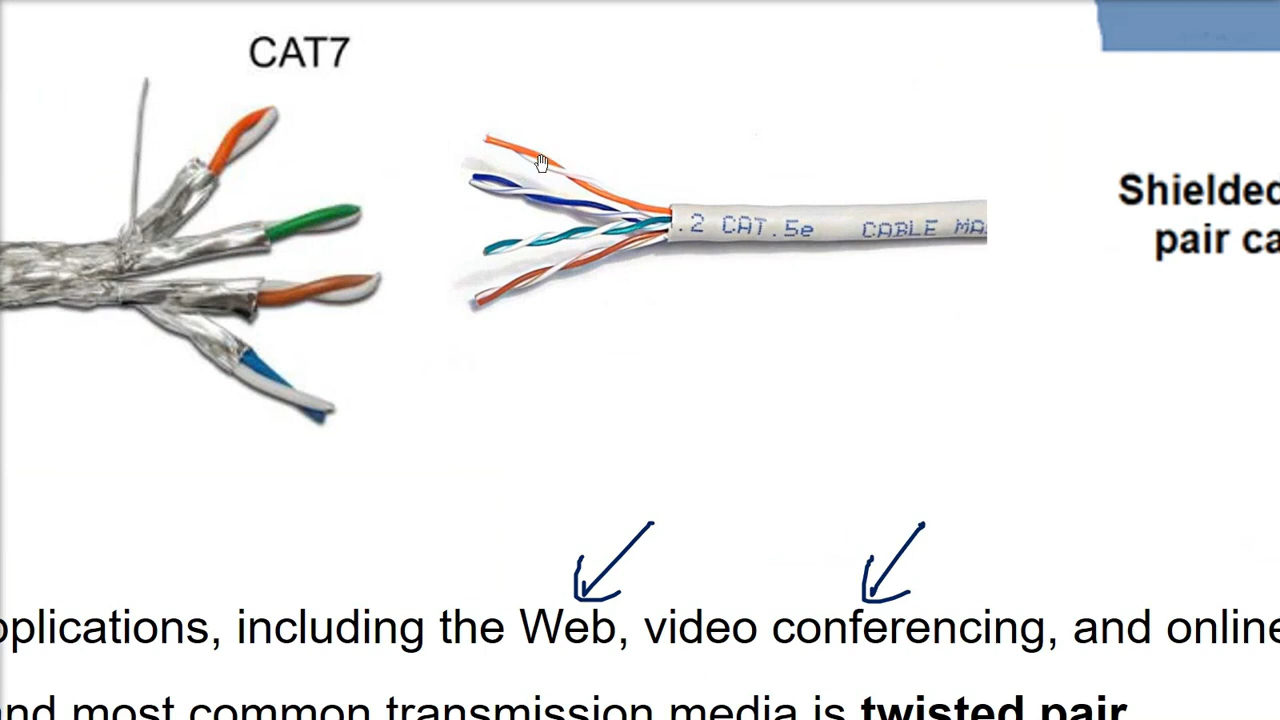 CAT7
.2 CAT.5e CABLE MA
Shielded
pair ca
pplications, including the Web, video conferencing, and online
nd most common transmission media is twisted pair